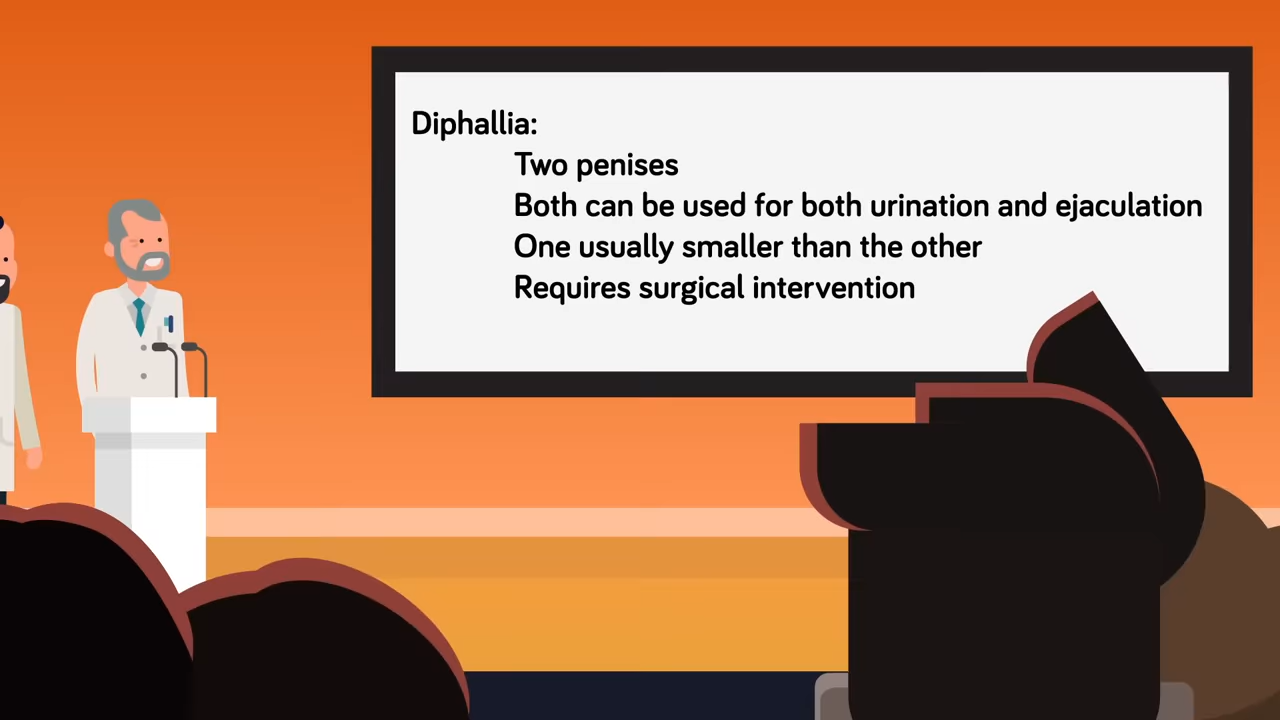 Diphallia:
Two penises
Both can be used for both urination and ejaculation
One usually smaller than the other
Requires surgical intervention